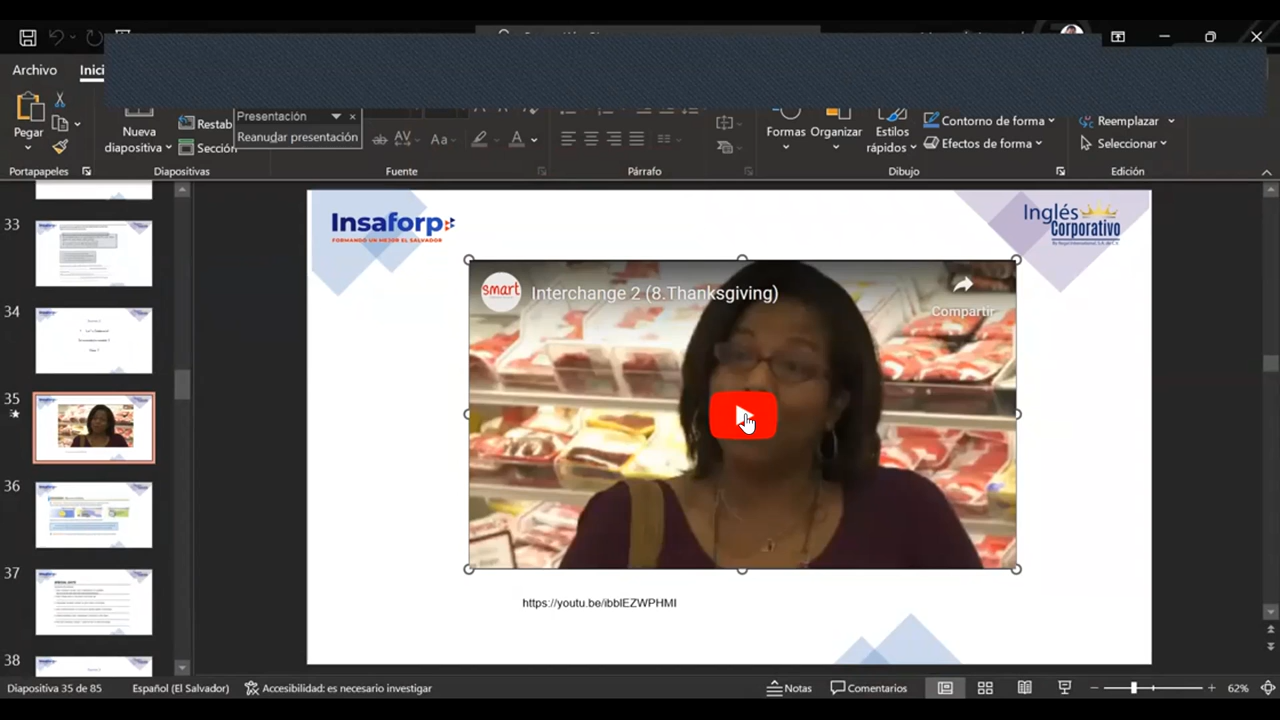 Archivo
Inici
Pegar
Nueva
diapositiva
Restab
Sección
Presentación
Reanudar presentación
Aa
A
Formas
Organizar
Estilos
rápidos
Contorno de forma
Efectos de forma
Reemplazar
Seleccionar
Portapapeles
Diapositivas
Fuente
Párrafo
Dibujo
Edición
33
34
35
36
37
38
Insaforp
FORMANDO UN MEJOR EL SALVADOR
Inglés
Corporativo
smart
Interchange 2 (8.Thanksgiving)
Compartir
https://youtu.be/ibblEZWPHMI
Diapositiva 35 de 85
Español (El Salvador)
Accesibilidad: es necesario investigar
Notas
Comentarios
62%